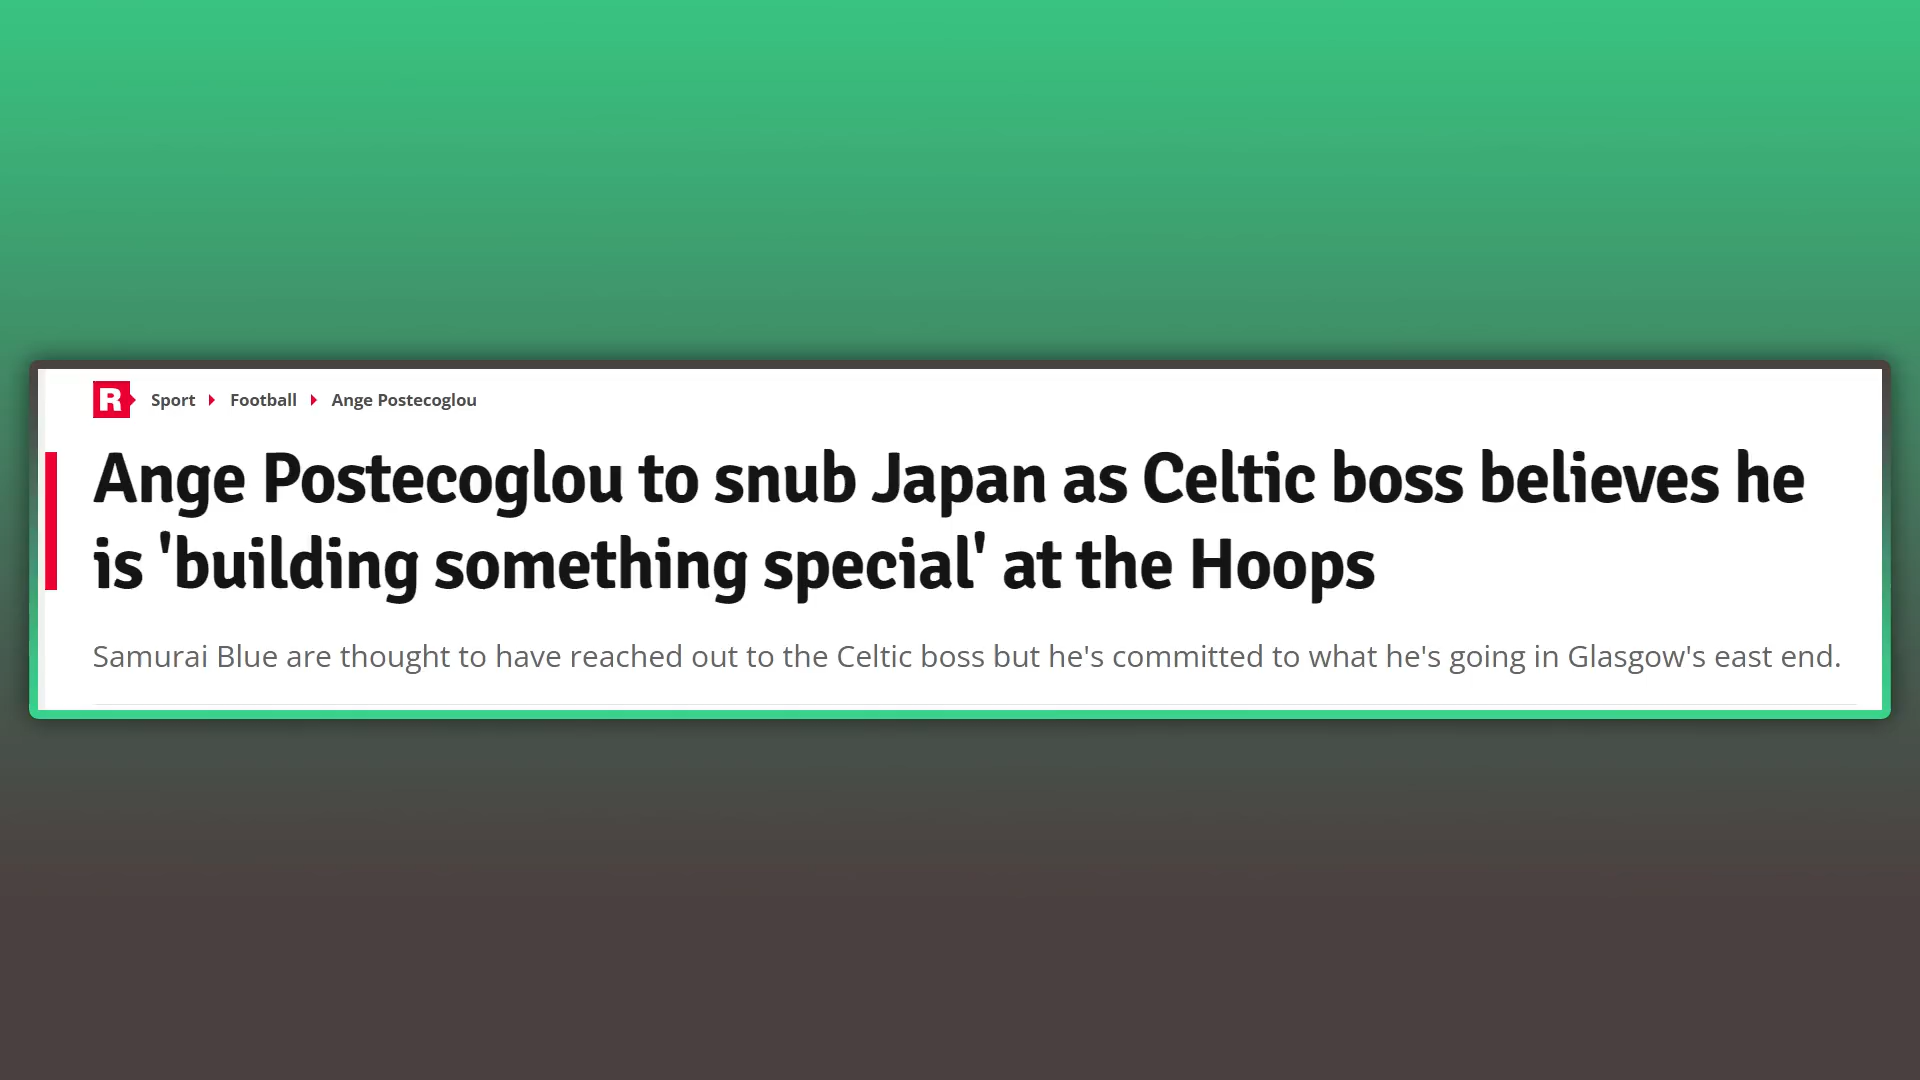 R Sport Football Ange Postecoglou
Ange Postecoglou to snub Japan as Celtic boss believes he
is 'building something special' at the Hoops
Samurai Blue are thought to have reached out to the Celtic boss but he's committed to what he's going in Glasgow's east end.